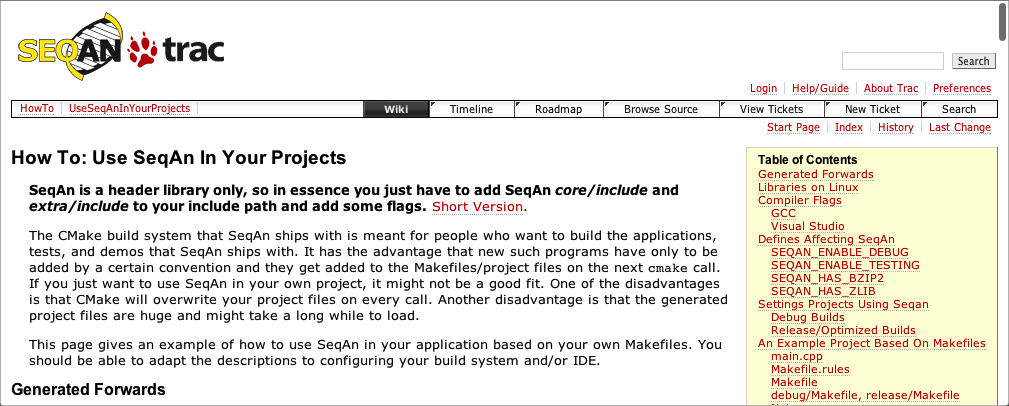 SEQAN trac
Search
Login Help/Guide About Trac Preferences
HowTo UseSeqAnInYourProjects Wiki Timeline Roadmap Browse Source View Tickets New Ticket Search
Start Page Index History Last Change
How To: Use SeqAn In Your Projects
SeqAn is a header library only, so in essence you just have to add SeqAn core/include and
extra/include to your include path and add some flags. Short Version.
The CMake build system that SeqAn ships with is meant for people who want to build the applications,
tests, and demos that SeqAn ships with. It has the advantage that new such programs have only to be
added by a certain convention and they get added to the Makefiles/project files on the next cmake call.
If you just want to use SeqAn in your own project, it might not be a good fit. One of the disadvantages
is that CMake will overwrite your project files on every call. Another disadvantage is that the generated
project files are huge and might take a long while to load.
This page gives an example of how to use SeqAn in your application based on your own Makefiles. You
should be able to adapt the descriptions to configuring your build system and/or IDE.
Generated Forwards
Table of Contents
Generated Forwards
Libraries on Linux
Compiler Flags
GCC
Visual Studio
Defines Affecting SeqAn
SEQAN_ENABLE_DEBUG
SEQAN_ENABLE_TESTING
SEQAN_HAS_BZIP2
SEQAN_HAS_ZLIB
Settings Projects Using Seqan
Debug Builds
Release/Optimized Builds
An Example Project Based On Makefiles
main.cpp
Makefile.rules
Makefile
debug/Makefile, release/Makefile